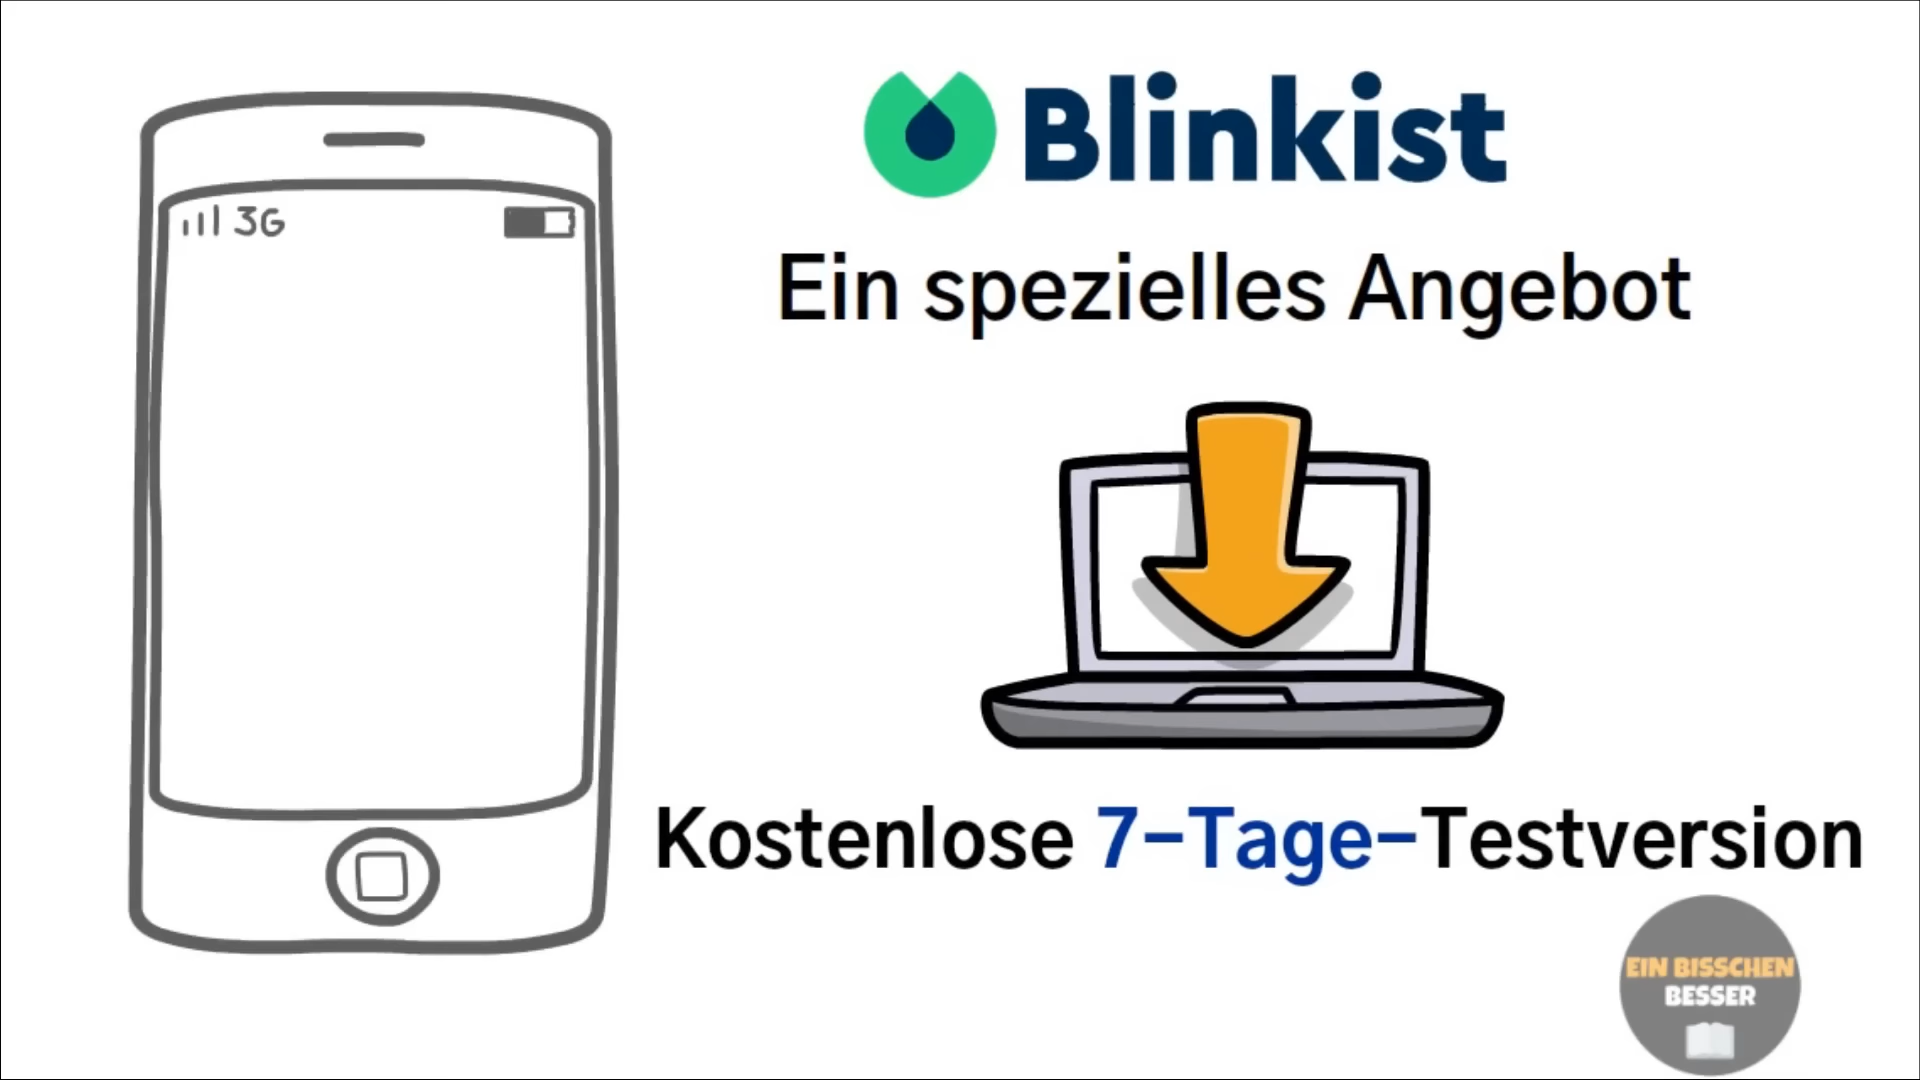 3G
Blinkist
Ein spezielles Angebot
Kostenlose 7-Tage-Testversion
EIN BISSCHEN
BESSER